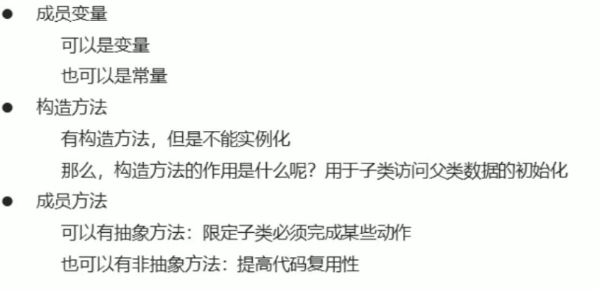 ● 成员变量
可以是变量
也可以是常量
● 构造方法
有构造方法，但是不能实例化
那么，构造方法的作用是什么呢？用于子类访问父类数据的初始化
● 成员方法
可以有抽象方法：限定子类必须完成某些动作
也可以有非抽象方法：提高代码复用性